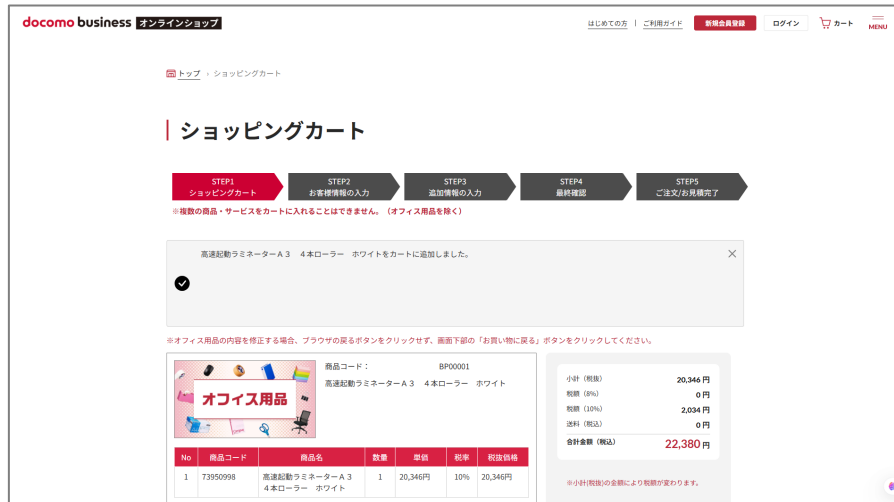 docomo business オンラインショップ
はじめての方 | ご利用ガイド 新規会員登録 ログイン カート MENU
トップ › ショッピングカート
ショッピングカート
STEP1
ショッピングカート
STEP2
お客様情報の入力
STEP3
追加情報の入力
STEP4
最終確認
STEP5
ご注文/お見積完了
※複数の商品・サービスをカートに入れることはできません。（オフィス用品を除く）
高速起動ラミネーターＡ３　４本ローラー　ホワイトをカートに追加しました。
※オフィス用品の内容を修正する場合、ブラウザの戻るボタンをクリックせず、画面下部の「お買い物に戻る」ボタンをクリックしてください。
オフィス用品
商品コード： BP00001
高速起動ラミネーターＡ３　４本ローラー　ホワイト
No 商品コード 商品名 数量 単価 税率 税抜価格
1 73950998 高速起動ラミネーターＡ３ 1 20,346円 10% 20,346円
４本ローラー　ホワイト
小計（税抜） 20,346 円
税額（8%） 0 円
税額（10%） 2,034 円
送料（税込） 0 円
合計金額（税込） 22,380 円
※小計(税抜)の金額により税額が変わります。